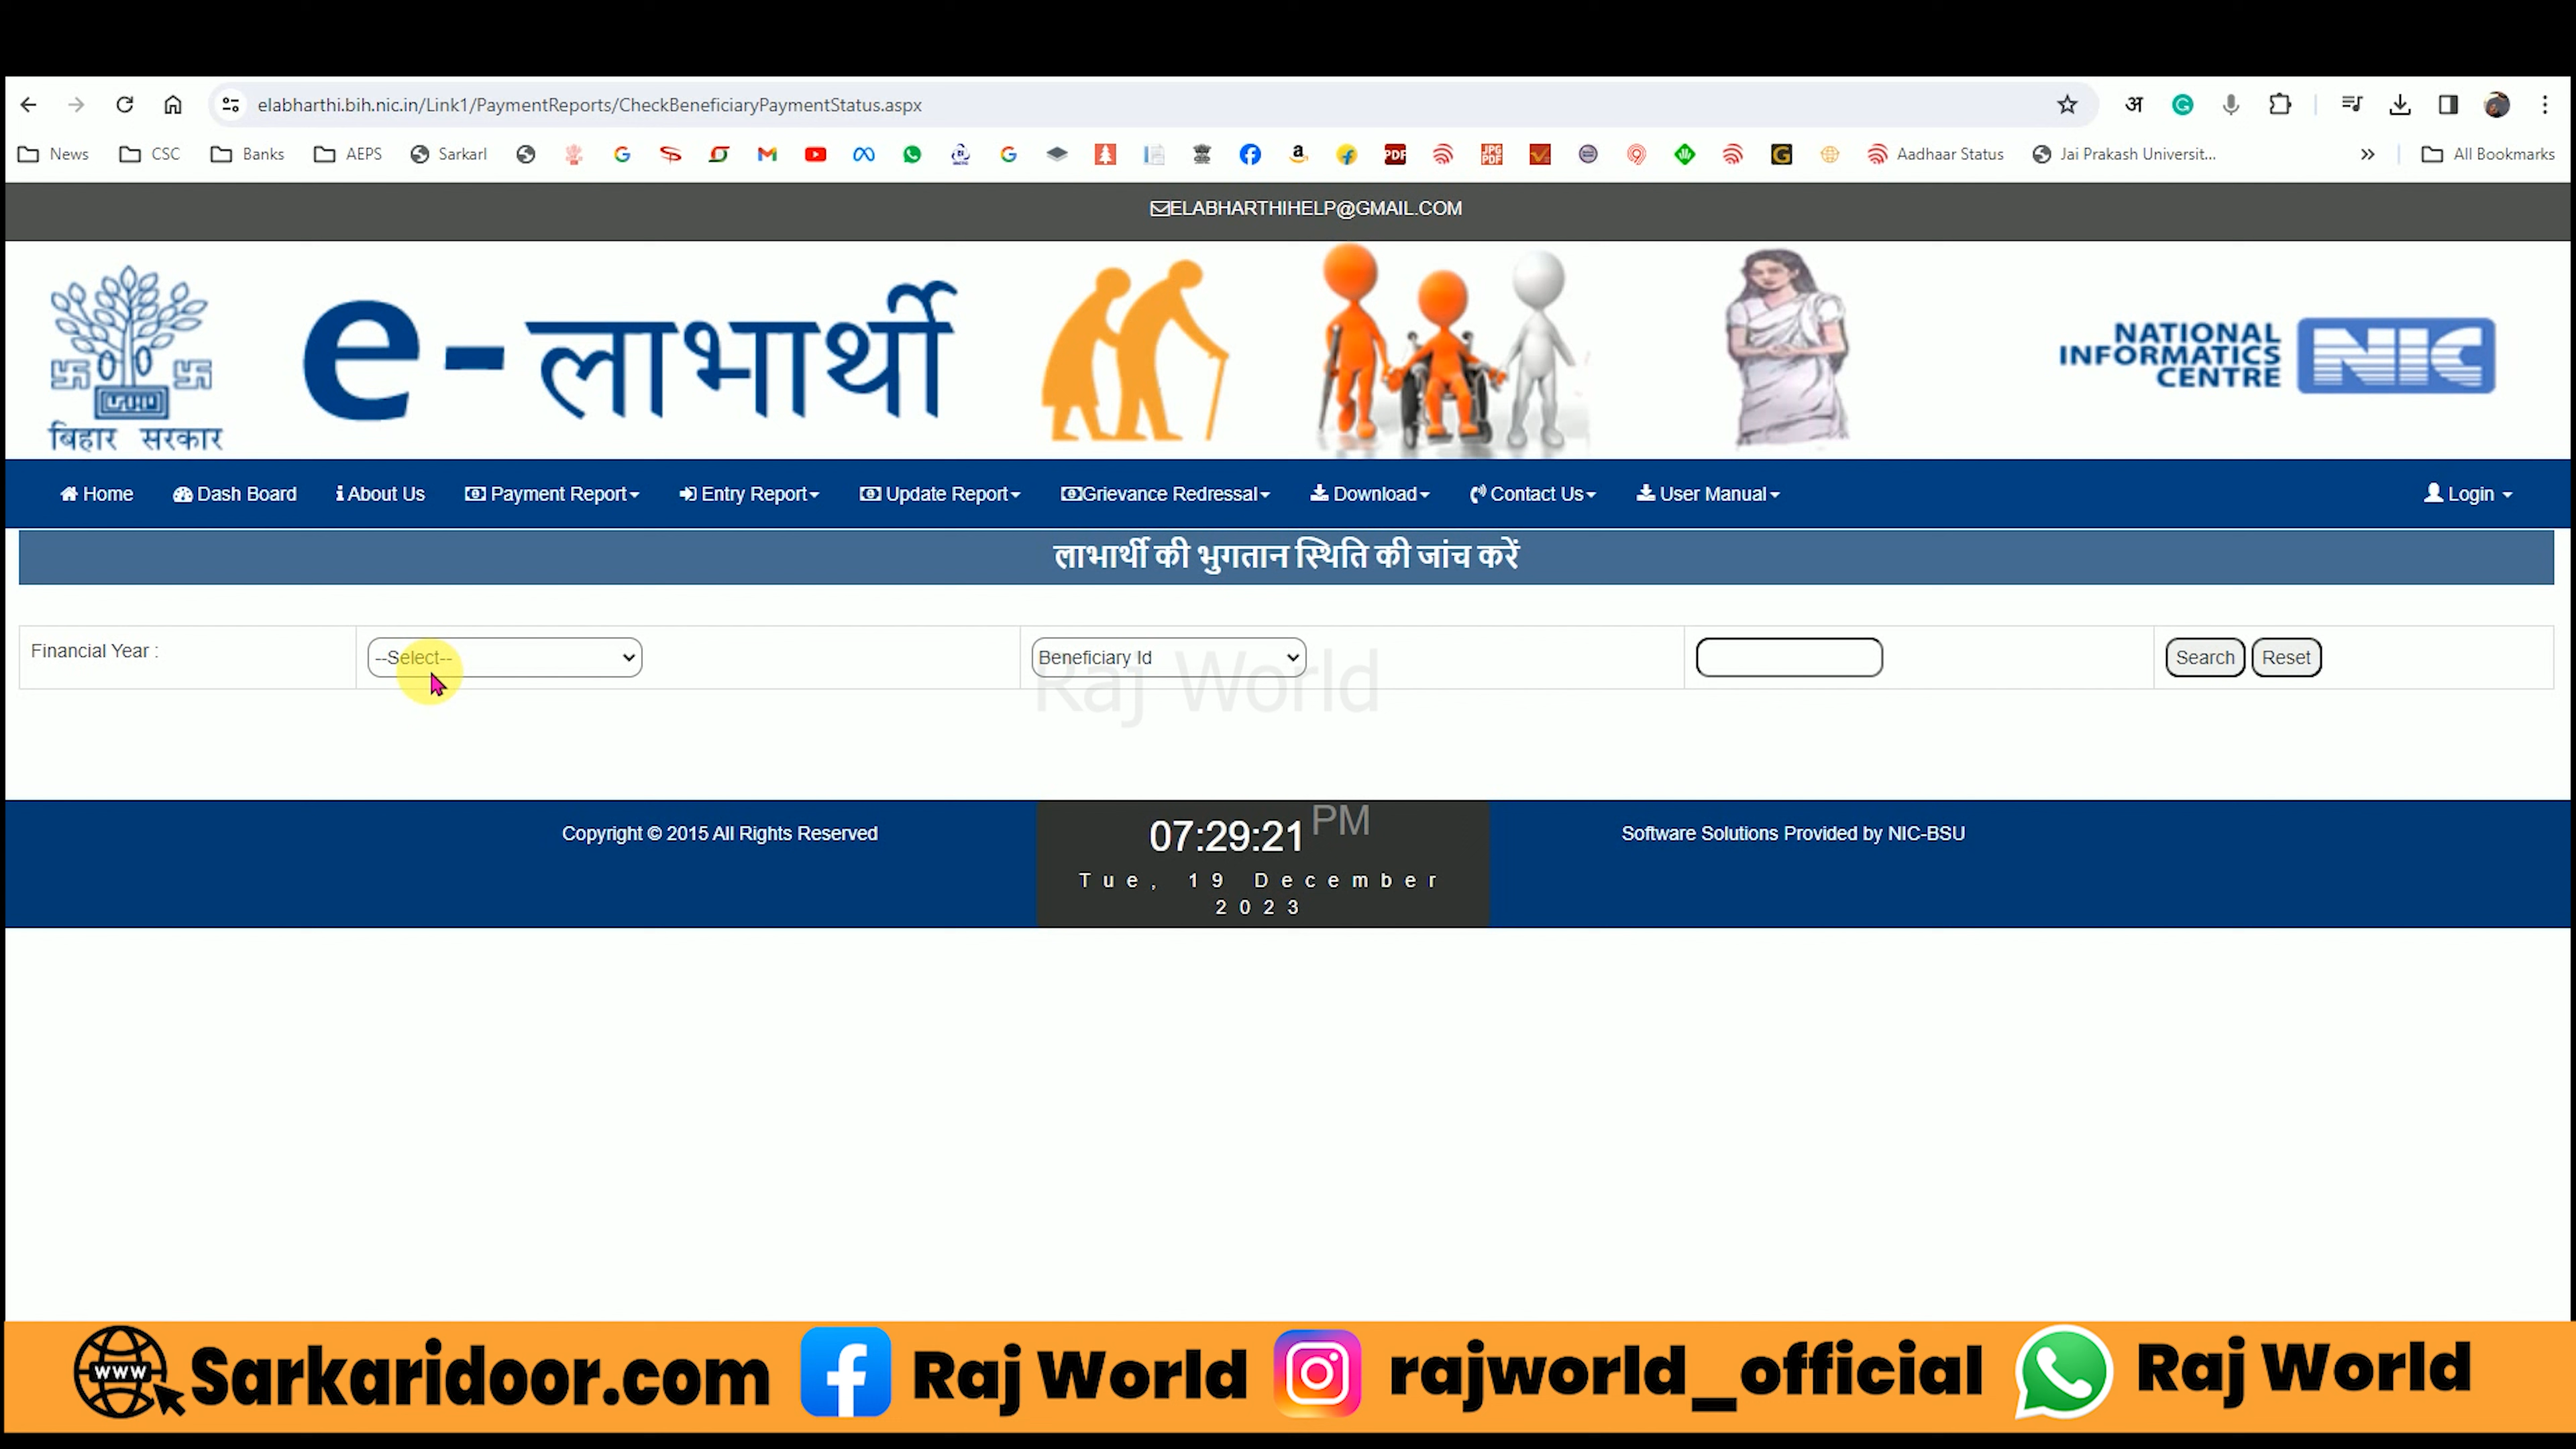 elabharthi.bih.nic.in/Link1/PaymentReports/CheckBeneficiaryPaymentStatus.aspx
अ
News CSC Banks AEPS Sarkarl Aadhaar Status Jai Prakash Universit... All Bookmarks
ELABHARTHIHELP@GMAIL.COM
बिहार सरकार
e-लाभार्थी
NATIONAL
INFORMATICS
CENTRE
NIC
Home Dash Board About Us Payment Report Entry Report Update Report Grievance Redressal Download Contact Us User Manual Login
लाभार्थी की भुगतान स्थिति की जांच करें
Financial Year : --Select-- Beneficiary Id Search Reset
Raj World
Copyright © 2015 All Rights Reserved
07:29:21 PM
Tue, 19 December
2023
Software Solutions Provided by NIC-BSU
www Sarkaridoor.com Raj World rajworld_official Raj World